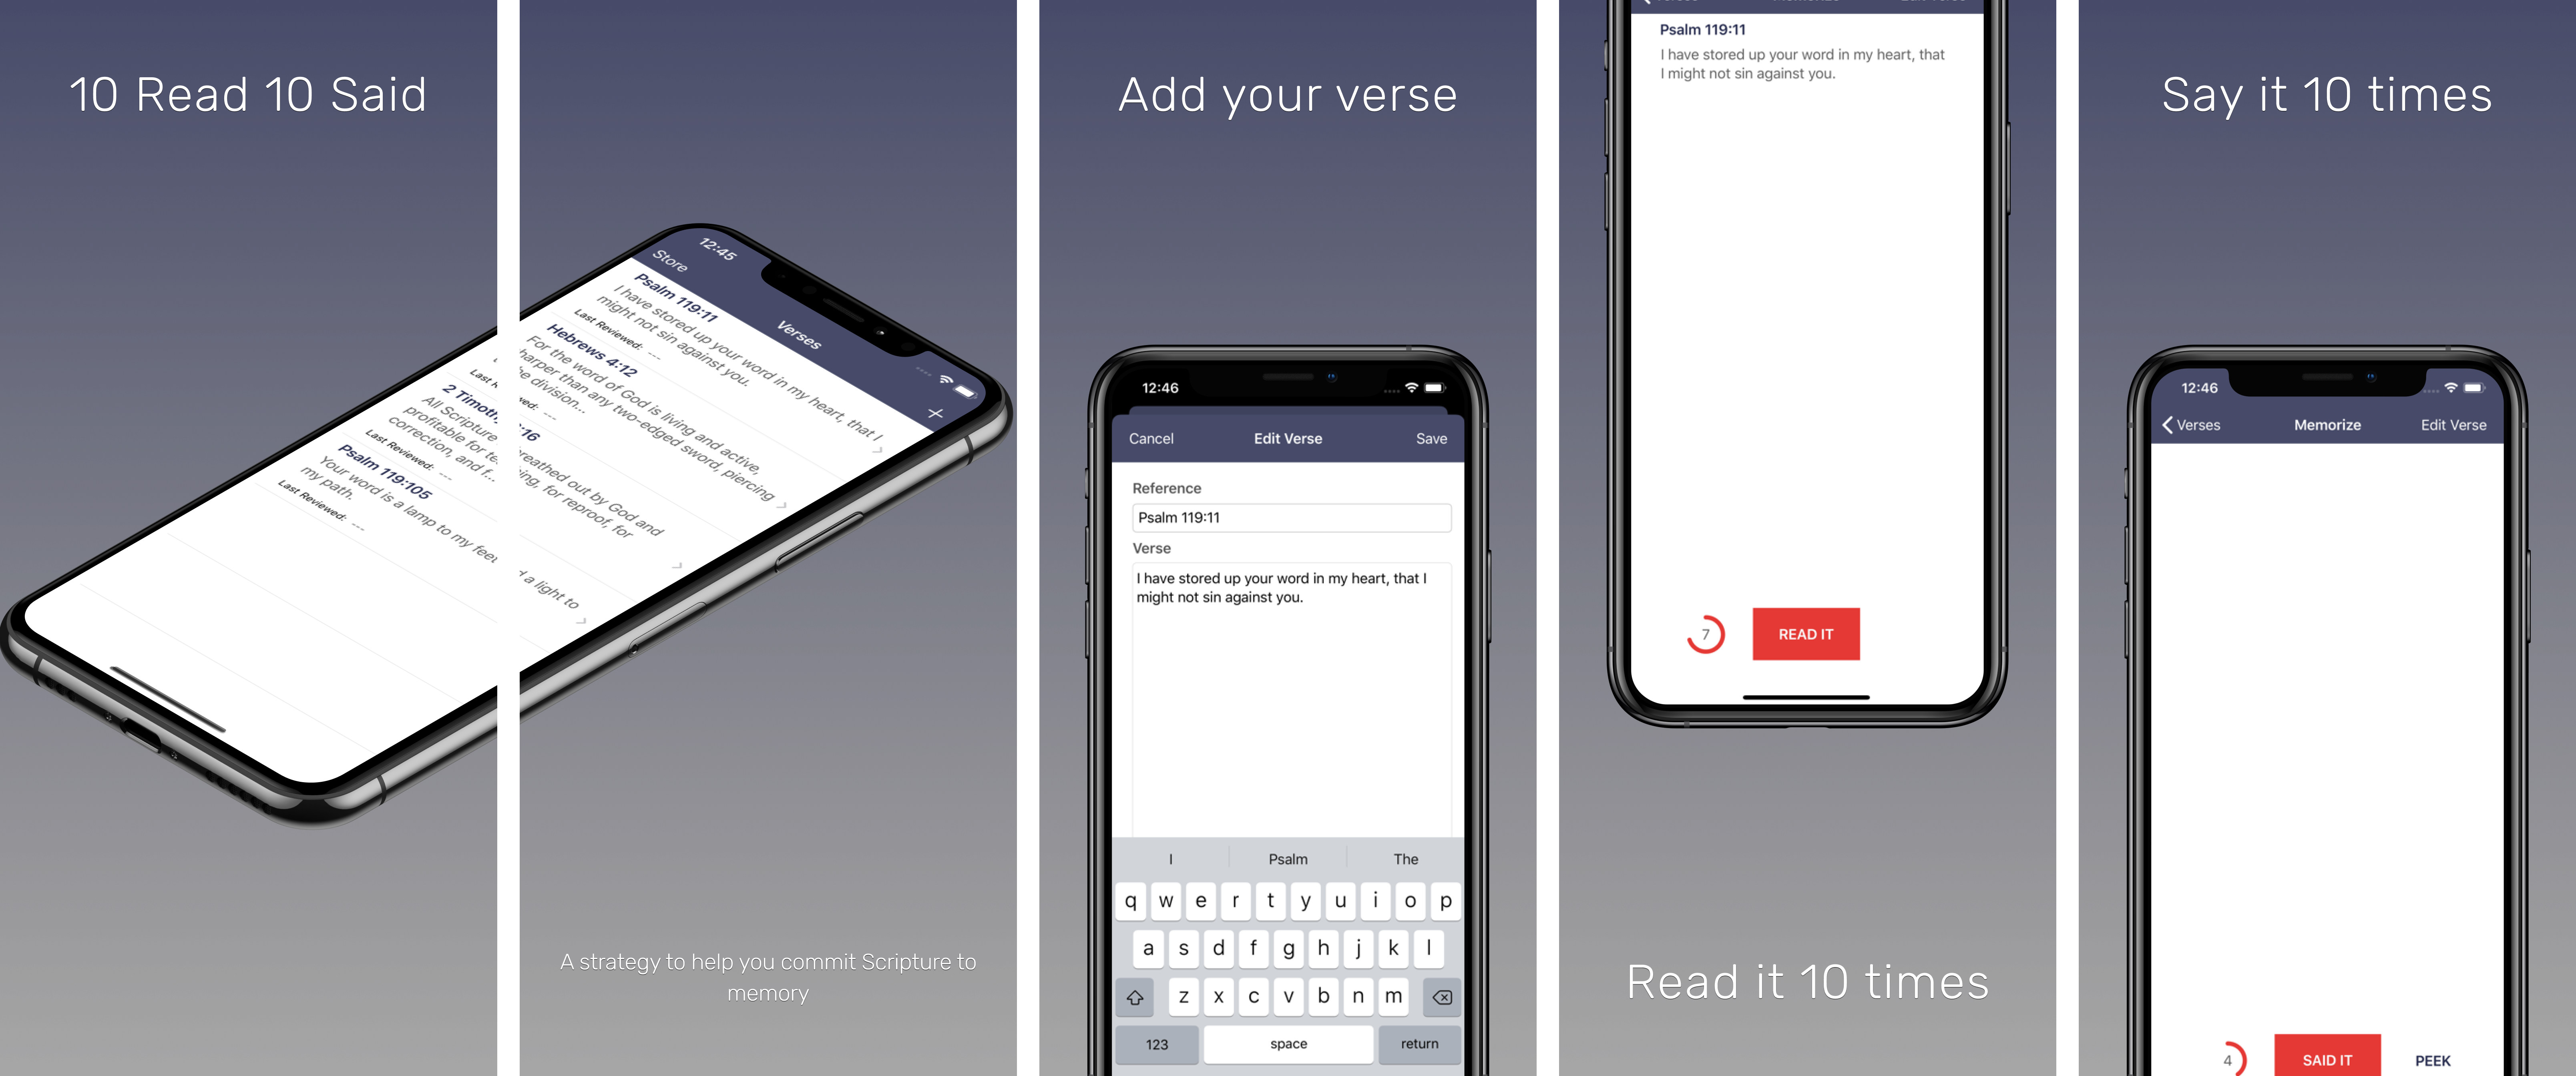 10 Read 10 Said
2 Timoth
All Scripture
profitable for te
correction, and f...
Last Reviewed: ---
Psalm 119:105
Your word is a lamp to my feet
my path.
Last Reviewed: ---
12:45
Store
Verses
+
Psalm 119:11
I have stored up your word in my heart, that I
might not sin against you.
Last Reviewed: ---
Hebrews 4:12
For the word of God is living and active,
harper than any two-edged sword, piercing
he division...
wed: ---
:16
reathed out by God and
ing, for reproof, for
d a light to
A strategy to help you commit Scripture to
memory
Add your verse
12:46
Cancel Edit Verse Save
Reference
Psalm 119:11
Verse
I have stored up your word in my heart, that I
might not sin against you.
I Psalm The
q w e r t y u i o p
a s d f g h j k l
z x c v b n m
123 space return
Psalm 119:11
I have stored up your word in my heart, that
I might not sin against you.
7 READ IT
Read it 10 times
Say it 10 times
12:46
Verses Memorize Edit Verse
4 SAID IT PEEK